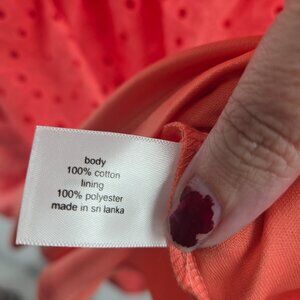 body
100% cotton
lining
100% polyester
made in sri lanka